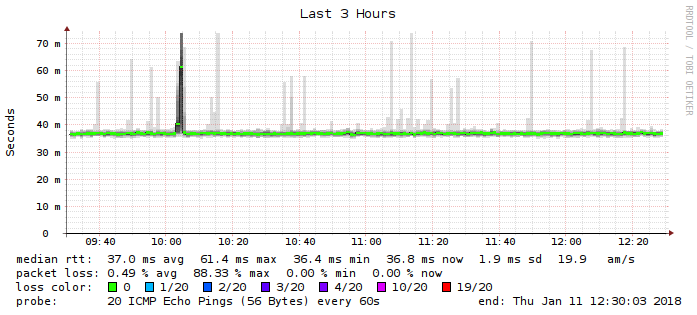 Last 3 Hours
RRDTOOL / TOBI OETIKER
Seconds
70 m
60 m
50 m
40 m
30 m
20 m
10 m
0
09:40 10:00 10:20 10:40 11:00 11:20 11:40 12:00 12:20
median rtt: 37.0 ms avg 61.4 ms max 36.4 ms min 36.8 ms now 1.9 ms sd 19.9 am/s
packet loss: 0.49 % avg 88.33 % max 0.00 % min 0.00 % now
loss color: 0 1/20 2/20 3/20 4/20 10/20 19/20
probe: 20 ICMP Echo Pings (56 Bytes) every 60s end: Thu Jan 11 12:30:03 2018